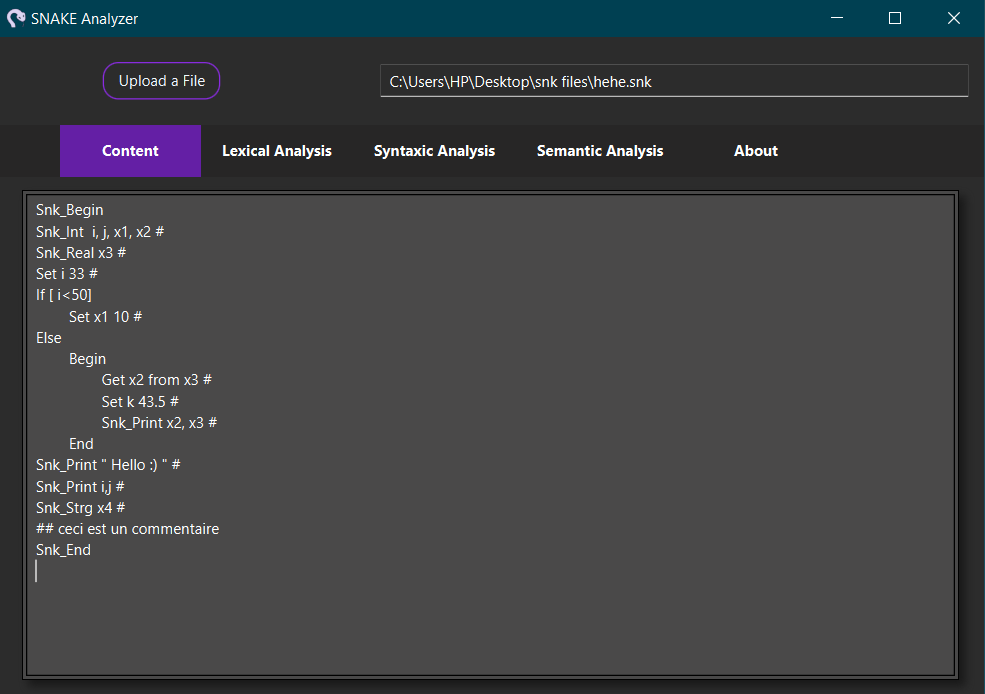 SNAKE Analyzer
Upload a File
C:\Users\HP\Desktop\snk files\hehe.snk
Content
Lexical Analysis
Syntaxic Analysis
Semantic Analysis
About
Snk_Begin
Snk_Int  i, j, x1, x2 #
Snk_Real x3 #
Set i 33 #
If [ i<50]
Set x1 10 #
Else
Begin
Get x2 from x3 #
Set k 43.5 #
Snk_Print x2, x3 #
End
Snk_Print " Hello :) " #
Snk_Print i,j #
Snk_Strg x4 #
## ceci est un commentaire
Snk_End